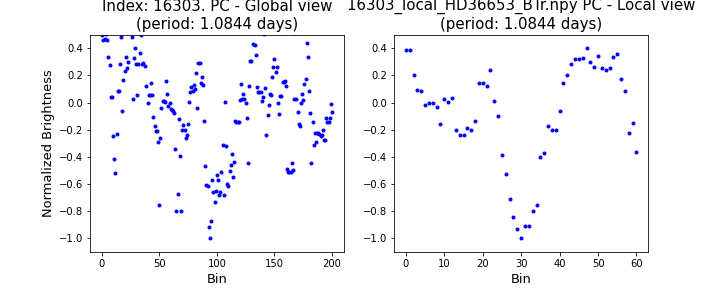 Index: 16303. PC - Global view
(period: 1.0844 days)
16303_local_HD36653_BTr.npy PC - Local view
(period: 1.0844 days)
Normalized Brightness
0.4
0.2
0.0
−0.2
−0.4
−0.6
−0.8
−1.0
0 50 100 150 200
Bin
0.4
0.2
0.0
−0.2
−0.4
−0.6
−0.8
−1.0
0 10 20 30 40 50 60
Bin